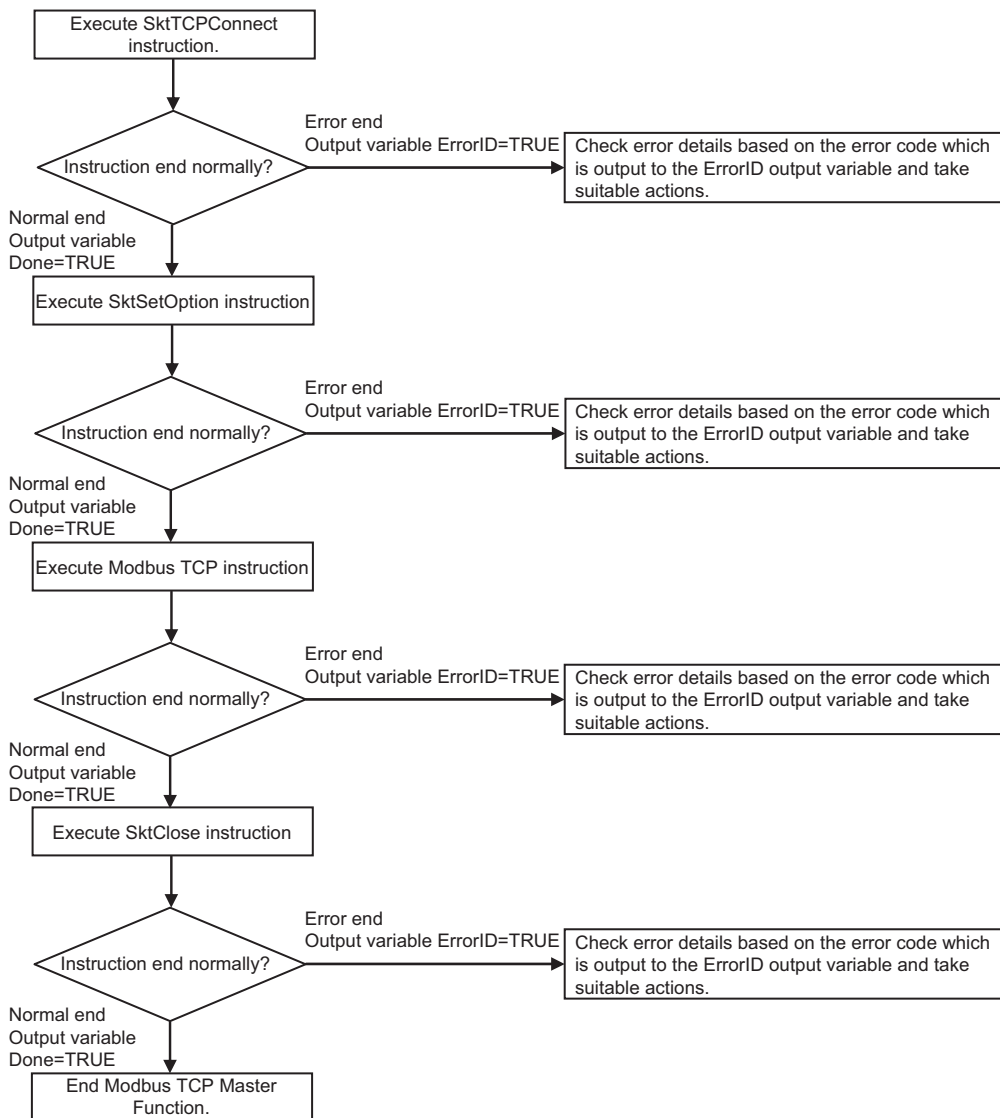 Execute SktTCPConnect
instruction.
Instruction end normally?
Error end
Output variable ErrorID=TRUE
Check error details based on the error code which
is output to the ErrorID output variable and take
suitable actions.
Normal end
Output variable
Done=TRUE
Execute SktSetOption instruction
Instruction end normally?
Error end
Output variable ErrorID=TRUE
Check error details based on the error code which
is output to the ErrorID output variable and take
suitable actions.
Normal end
Output variable
Done=TRUE
Execute Modbus TCP instruction
Instruction end normally?
Error end
Output variable ErrorID=TRUE
Check error details based on the error code which
is output to the ErrorID output variable and take
suitable actions.
Normal end
Output variable
Done=TRUE
Execute SktClose instruction
Instruction end normally?
Error end
Output variable ErrorID=TRUE
Check error details based on the error code which
is output to the ErrorID output variable and take
suitable actions.
Normal end
Output variable
Done=TRUE
End Modbus TCP Master
Function.